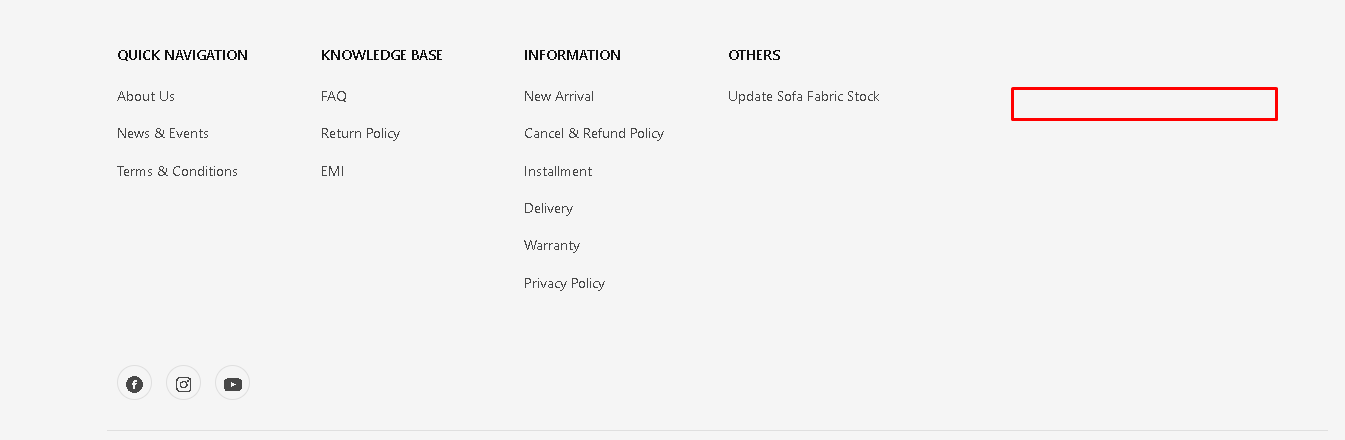 QUICK NAVIGATION
About Us
News & Events
Terms & Conditions
KNOWLEDGE BASE
FAQ
Return Policy
EMI
INFORMATION
New Arrival
Cancel & Refund Policy
Installment
Delivery
Warranty
Privacy Policy
OTHERS
Update Sofa Fabric Stock